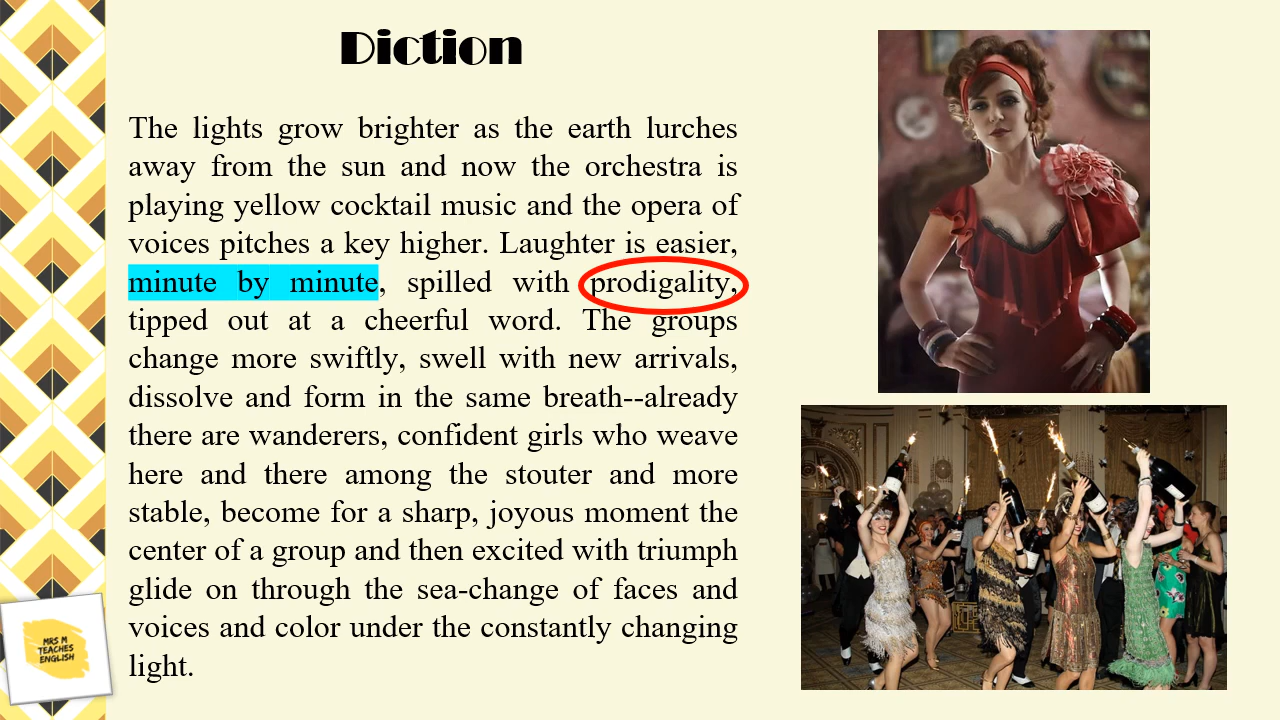 Diction
The lights grow brighter as the earth lurches
away from the sun and now the orchestra is
playing yellow cocktail music and the opera of
voices pitches a key higher. Laughter is easier,
minute by minute, spilled with prodigality,
tipped out at a cheerful word. The groups
change more swiftly, swell with new arrivals,
dissolve and form in the same breath--already
there are wanderers, confident girls who weave
here and there among the stouter and more
stable, become for a sharp, joyous moment the
center of a group and then excited with triumph
glide on through the sea-change of faces and
voices and color under the constantly changing
light.
MRS M
TEACHES
ENGLISH